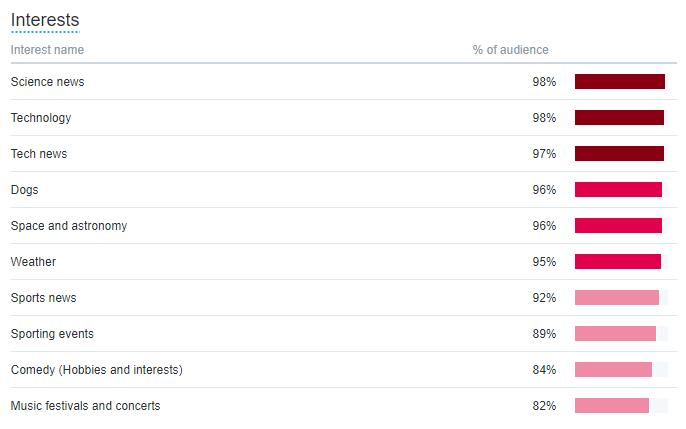 Interests
Interest name % of audience
Science news 98%
Technology 98%
Tech news 97%
Dogs 96%
Space and astronomy 96%
Weather 95%
Sports news 92%
Sporting events 89%
Comedy (Hobbies and interests) 84%
Music festivals and concerts 82%